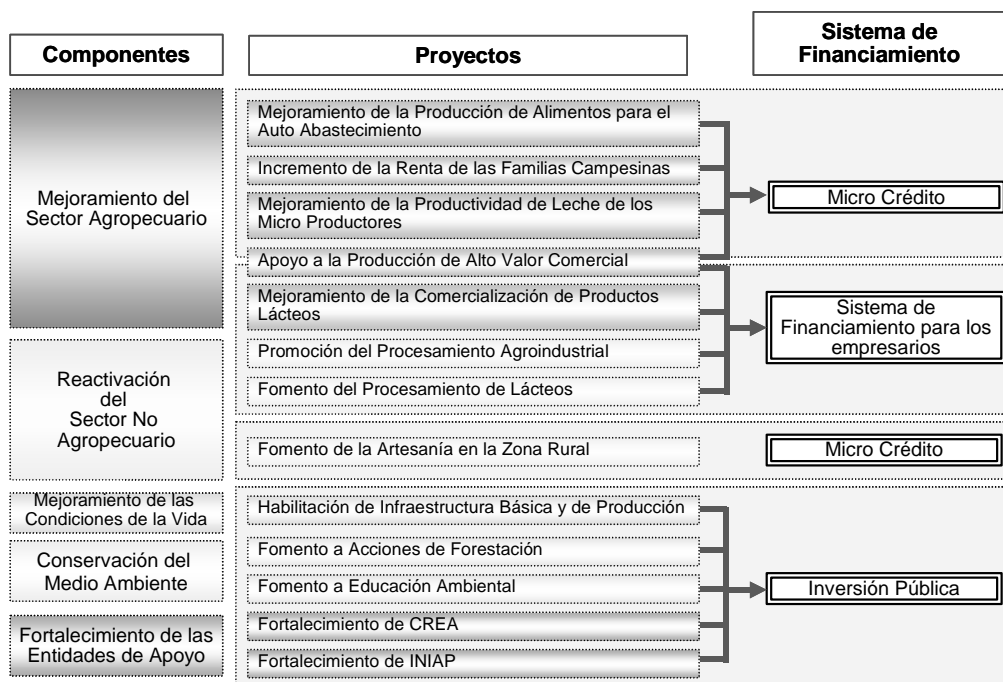 Componentes
Proyectos
Sistema de
Financiamiento
Mejoramiento del
Sector Agropecuario
Reactivación
del
Sector No
Agropecuario
Mejoramiento de las
Condiciones de la Vida
Conservación del
Medio Ambiente
Fortalecimiento de las
Entidades de Apoyo
Mejoramiento de la Producción de Alimentos para el
Auto Abastecimiento
Incremento de la Renta de las Familias Campesinas
Mejoramiento de la Productividad de Leche de los
Micro Productores
Apoyo a la Producción de Alto Valor Comercial
Mejoramiento de la Comercialización de Productos
Lácteos
Promoción del Procesamiento Agroindustrial
Fomento del Procesamiento de Lácteos
Fomento de la Artesanía en la Zona Rural
Habilitación de Infraestructura Básica y de Producción
Fomento a Acciones de Forestación
Fomento a Educación Ambiental
Fortalecimiento de CREA
Fortalecimiento de INIAP
Micro Crédito
Sistema de
Financiamiento para los
empresarios
Micro Crédito
Inversión Pública